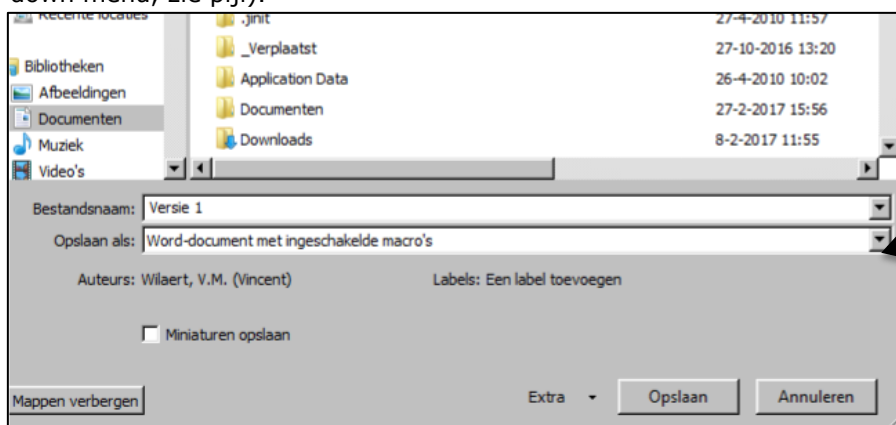 down menu, zie pijl).
Recente locaties
.jinit 27-4-2010 11:57
_Verplaatst 27-10-2016 13:20
Bibliotheken
Application Data 26-4-2010 10:02
Afbeeldingen
Documenten 27-2-2017 15:56
Documenten
Downloads 8-2-2017 11:55
Muziek
Video's
Bestandsnaam: Versie 1
Opslaan als: Word-document met ingeschakelde macro's
Auteurs: Wilaert, V.M. (Vincent) Labels: Een label toevoegen
Miniaturen opslaan
Mappen verbergen Extra Opslaan Annuleren